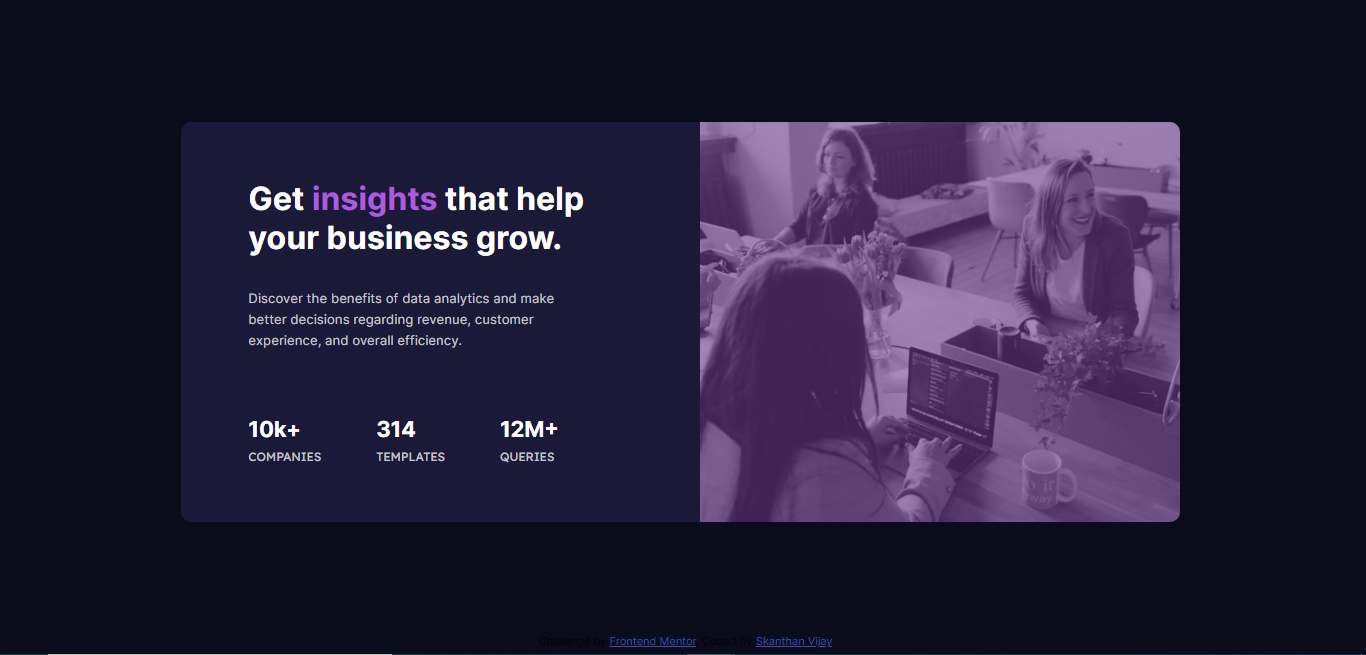 Get insights that help
your business grow.
Discover the benefits of data analytics and make
better decisions regarding revenue, customer
experience, and overall efficiency.
10k+ 314 12M+
COMPANIES TEMPLATES QUERIES
Challenge by Frontend Mentor. Coded by Skanthan Vijay.